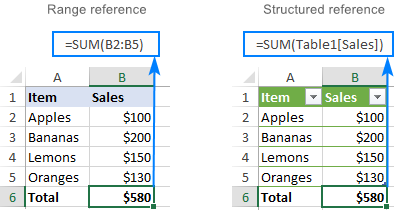 Range reference Structured reference
=SUM(B2:B5) =SUM(Table1[Sales])
A B A B
1 Item Sales 1 Item Sales
2 Apples $100 2 Apples $100
3 Bananas $200 3 Bananas $200
4 Lemons $150 4 Lemons $150
5 Oranges $130 5 Oranges $130
6 Total $580 6 Total $580